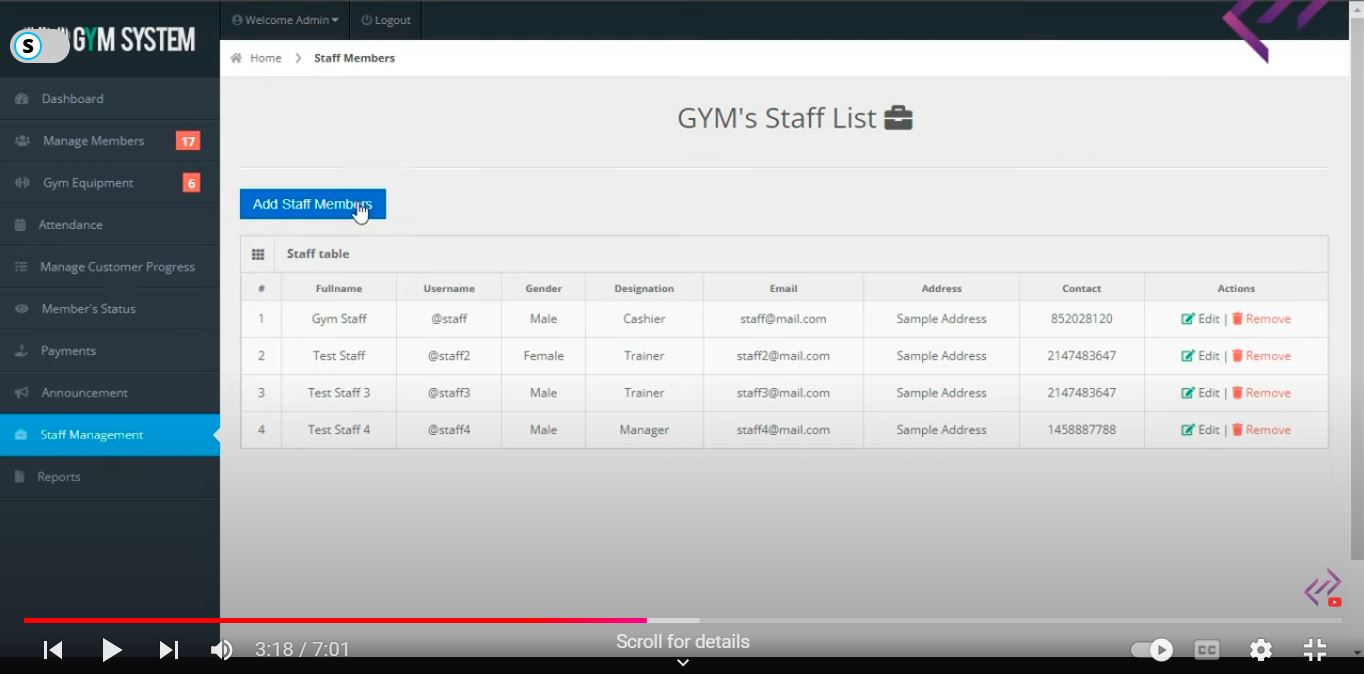 Welcome Admin
Logout
S
GYM SYSTEM
Home > Staff Members
Dashboard
Manage Members 17
Gym Equipment 6
Attendance
Manage Customer Progress
Member's Status
Payments
Announcement
Staff Management
Reports
GYM's Staff List
Add Staff Members
Staff table
# Fullname Username Gender Designation Email Address Contact Actions
1 Gym Staff @staff Male Cashier staff@mail.com Sample Address 852028120 Edit | Remove
2 Test Staff @staff2 Female Trainer staff2@mail.com Sample Address 2147483647 Edit | Remove
3 Test Staff 3 @staff3 Male Trainer staff3@mail.com Sample Address 2147483647 Edit | Remove
4 Test Staff 4 @staff4 Male Manager staff4@mail.com Sample Address 1458887788 Edit | Remove
3:18 / 7:01
Scroll for details
CC